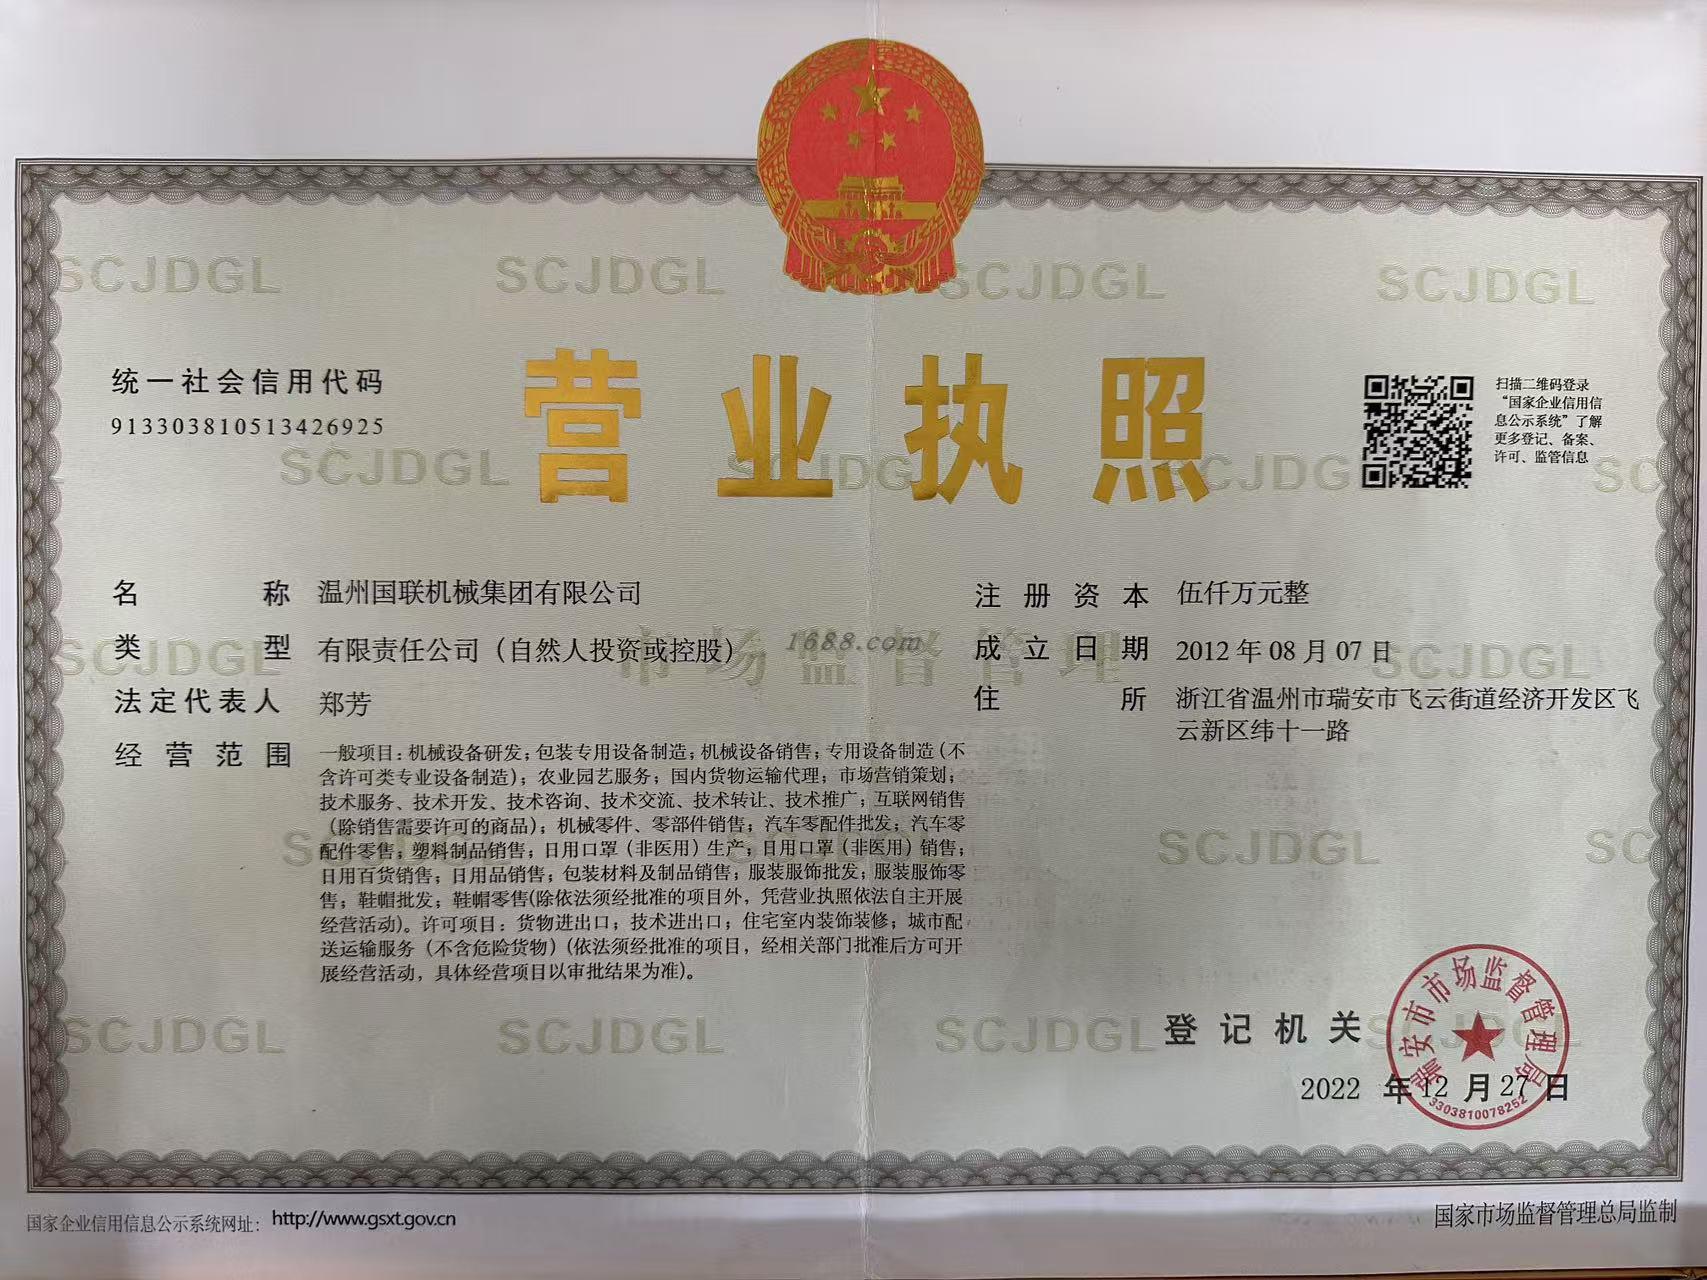 SCJDGL SCJDGL SCJDGL SCJDGL
营业执照
统一社会信用代码
913303810513426925
扫描二维码登录
“国家企业信用信
息公示系统”了解
更多登记、备案、
许可、监管信息
SCJDGL SCJDG SCJDG SC
名称 温州国联机械集团有限公司
类型 有限责任公司（自然人投资或控股）
法定代表人 郑芳
经营范围 一般项目：机械设备研发；包装专用设备制造；机械设备销售；专用设备制造（不
含许可类专业设备制造）；农业园艺服务；国内货物运输代理；市场营销策划；
技术服务、技术开发、技术咨询、技术交流、技术转让、技术推广；互联网销售
（除销售需要许可的商品）；机械零件、零部件销售；汽车零配件批发；汽车零
配件零售；塑料制品销售；日用口罩（非医用）生产；日用口罩（非医用）销售；
日用百货销售；日用品销售；包装材料及制品销售；服装服饰批发；服装服饰零
售；鞋帽批发；鞋帽零售(除依法须经批准的项目外，凭营业执照依法自主开展
经营活动)。许可项目：货物进出口；技术进出口；住宅室内装饰装修；城市配
送运输服务（不含危险货物）(依法须经批准的项目，经相关部门批准后方可开
展经营活动，具体经营项目以审批结果为准)。
注册资本 伍仟万元整
成立日期 2012年08月07日
住所 浙江省温州市瑞安市飞云街道经济开发区飞
云新区纬十一路
SCJDGL 市场监督管理 SCJDGL
1688.com
SCJDGL SC
SCJDGL SCJDGL SCJDGL SCJDGL
登记机关
瑞安市市场监督管理局
3303810078252
2022年12月27日
国家企业信用信息公示系统网址：http://www.gsxt.gov.cn
国家市场监督管理总局监制